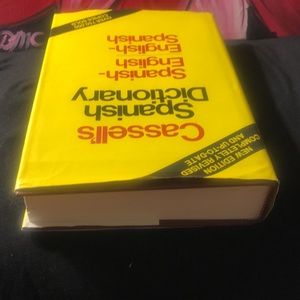 NEW EDITION
COMPLETELY REVISED
AND UP-TO-DATE
Cassell's
Spanish
Dictionary
Spanish-
English
English-
Spanish